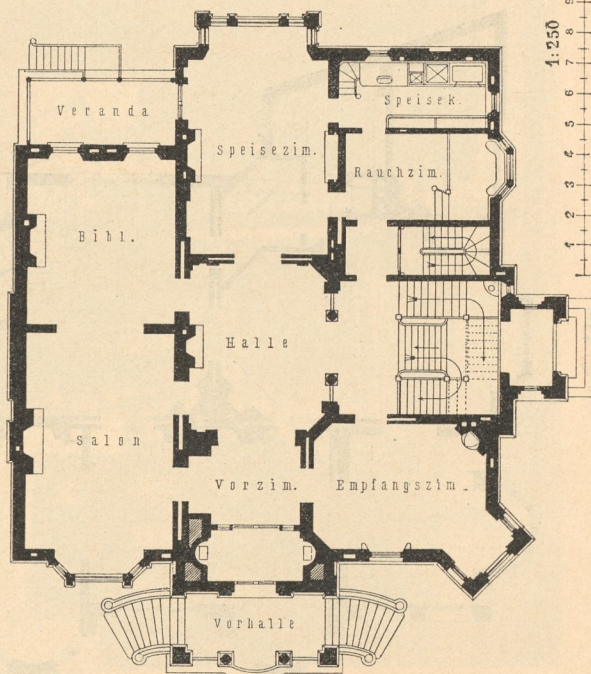 1:250
9
8
7
6
5
4
3
2
1
Veranda
Speisek.
Speisezim.
Rauchzim.
Bibl.
Halle
Salon
Vorzim.
Empfangszim.
Vorhalle